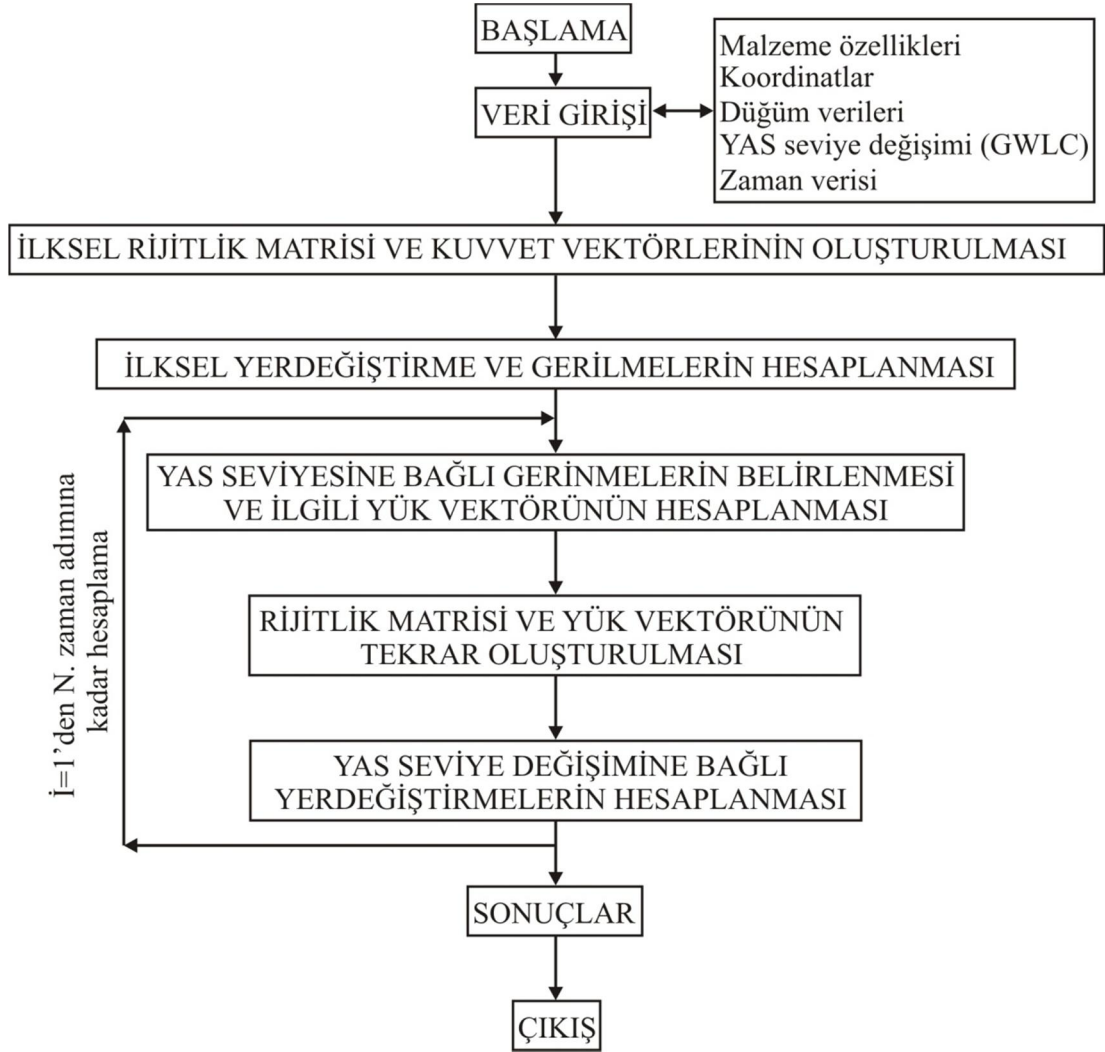 BAŞLAMA
VERİ GİRİŞİ
Malzeme özellikleri
Koordinatlar
Düğüm verileri
YAS seviye değişimi (GWLC)
Zaman verisi
İLKSEL RİJİTLİK MATRİSİ VE KUVVET VEKTÖRLERİNİN OLUŞTURULMASI
İLKSEL YERDEĞİŞTİRME VE GERİLMELERİN HESAPLANMASI
YAS SEVİYESİNE BAĞLI GERİNMELERİN BELİRLENMESİ
VE İLGİLİ YÜK VEKTÖRÜNÜN HESAPLANMASI
RİJİTLİK MATRİSİ VE YÜK VEKTÖRÜNÜN
TEKRAR OLUŞTURULMASI
YAS SEVİYE DEĞİŞİMİNE BAĞLI
YERDEĞİŞTİRMELERİN HESAPLANMASI
İ=1’den N. zaman adımına
kadar hesaplama
SONUÇLAR
ÇIKIŞ